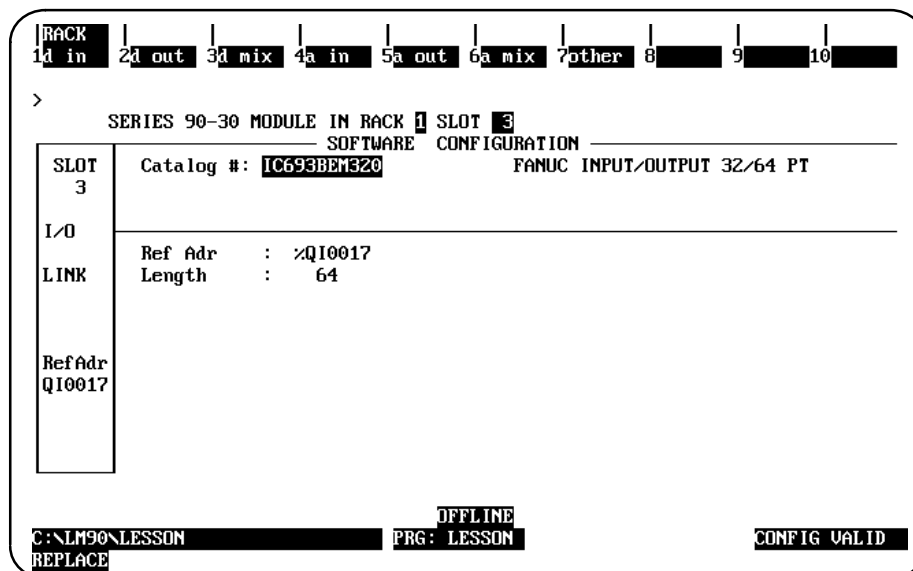 RACK
1d in 2d out 3d mix 4a in 5a out 6a mix 7other 8 9 10
>
SERIES 90-30 MODULE IN RACK 1 SLOT 3
SOFTWARE CONFIGURATION
SLOT Catalog #: IC693BEM320 FANUC INPUT/OUTPUT 32/64 PT
3
I/O
Ref Adr : %QI0017
LINK Length : 64
RefAdr
QI0017
OFFLINE
C:\LM90\LESSON PRG: LESSON CONFIG VALID
REPLACE